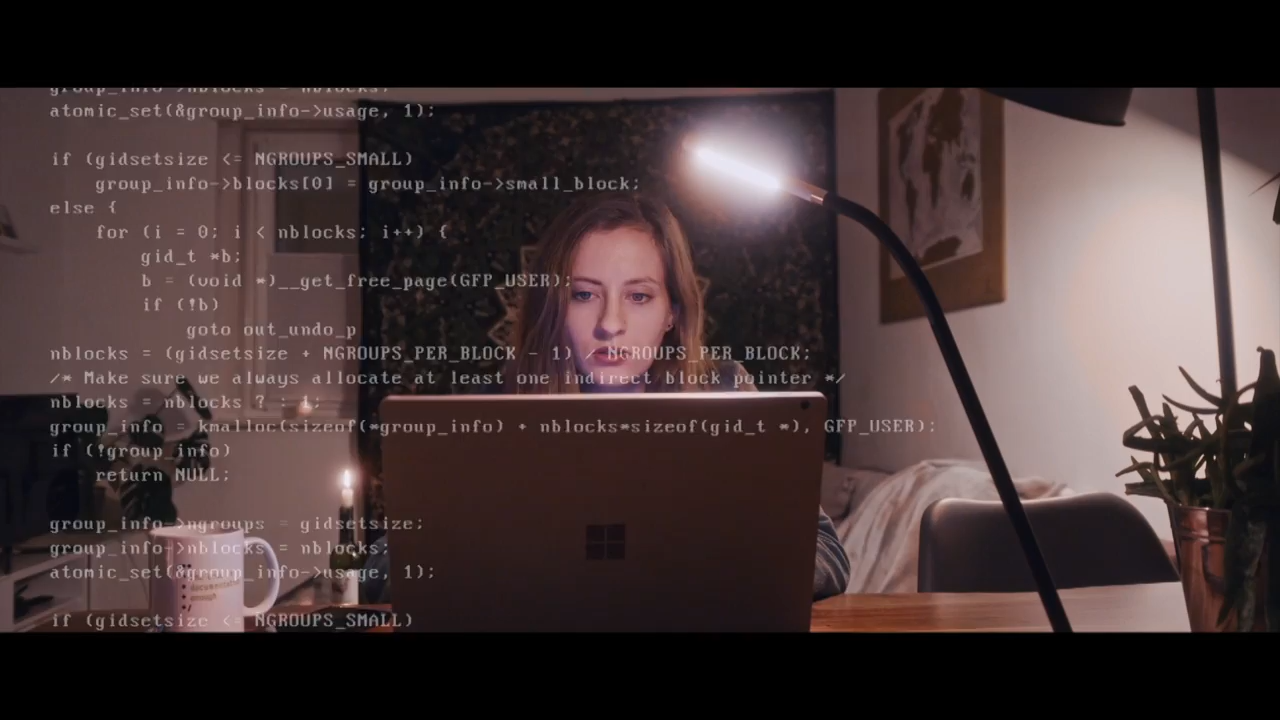 group_info->nblocks = nblocks;
atomic_set(&group_info->usage, 1);
if (gidsetsize <= NGROUPS_SMALL)
group_info->blocks[0] = group_info->small_block;
else {
for (i = 0; i < nblocks; i++) {
gid_t *b;
b = (void *)__get_free_page(GFP_USER);
if (!b)
goto out_undo_p
nblocks = (gidsetsize + NGROUPS_PER_BLOCK - 1) / NGROUPS_PER_BLOCK;
/* Make sure we always allocate at least one indirect block pointer */
nblocks = nblocks ? : 1;
group_info = kmalloc(sizeof(*group_info) + nblocks*sizeof(gid_t *), GFP_USER);
if (!group_info)
return NULL;
group_info->ngroups = gidsetsize;
group_info->nblocks = nblocks;
atomic_set(&group_info->usage, 1);
if (gidsetsize <= NGROUPS_SMALL)